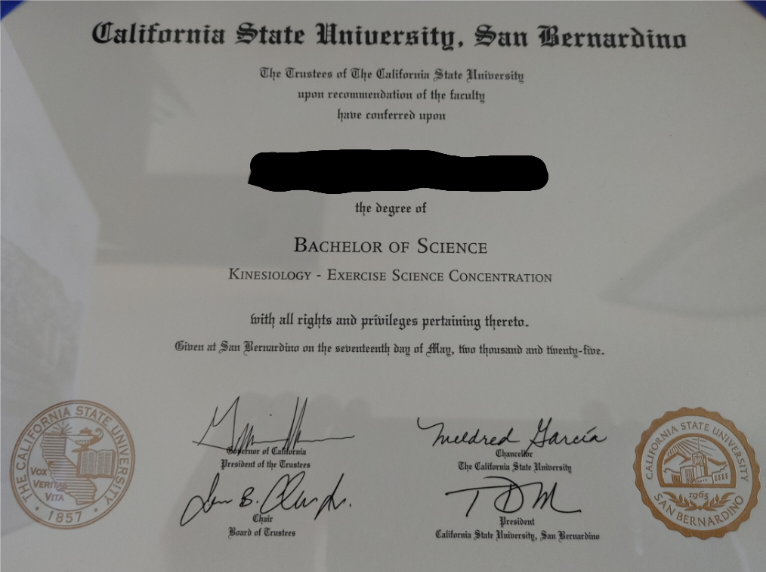 California State University, San Bernardino
The Trustees of The California State University
upon recommendation of the faculty
have conferred upon
the degree of
BACHELOR OF SCIENCE
KINESIOLOGY - EXERCISE SCIENCE CONCENTRATION
with all rights and privileges pertaining thereto.
Given at San Bernardino on the seventeenth day of May, two thousand and twenty-five.
THE CALIFORNIA STATE UNIVERSITY
VOX
VERITAS
VITA
1857
Governor of California
President of the Trustees
Chair
Board of Trustees
Mildred García
Chancellor
The California State University
President
California State University, San Bernardino
CALIFORNIA STATE UNIVERSITY
1965
SAN BERNARDINO